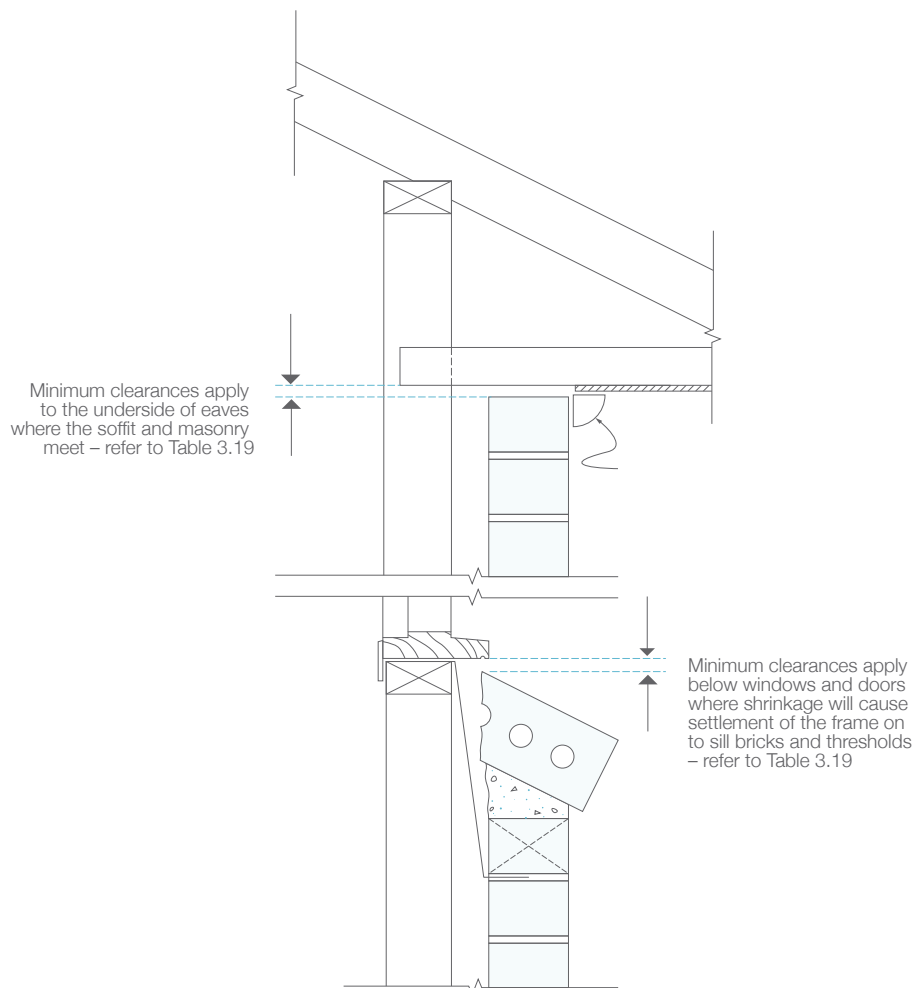 Minimum clearances apply
to the underside of eaves
where the soffit and masonry
meet – refer to Table 3.19
Minimum clearances apply
below windows and doors
where shrinkage will cause
settlement of the frame on
to sill bricks and thresholds
– refer to Table 3.19